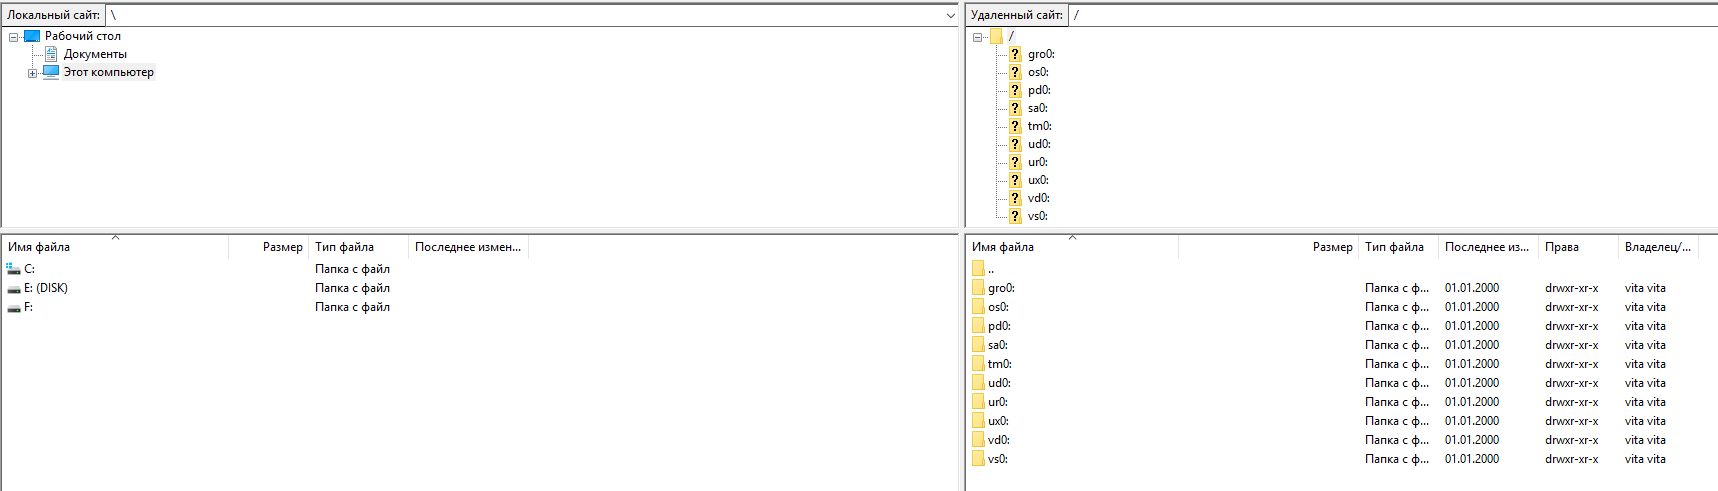 Локальный сайт: \
Рабочий стол
Документы
Этот компьютер
Имя файла Размер Тип файла Последнее измен...
C: Папка с файл
E: (DISK) Папка с файл
F: Папка с файл
Удаленный сайт: /
/
gro0:
os0:
pd0:
sa0:
tm0:
ud0:
ur0:
ux0:
vd0:
vs0:
Имя файла Размер Тип файла Последнее из... Права Владелец/...
..
gro0: Папка с ф... 01.01.2000 drwxr-xr-x vita vita
os0: Папка с ф... 01.01.2000 drwxr-xr-x vita vita
pd0: Папка с ф... 01.01.2000 drwxr-xr-x vita vita
sa0: Папка с ф... 01.01.2000 drwxr-xr-x vita vita
tm0: Папка с ф... 01.01.2000 drwxr-xr-x vita vita
ud0: Папка с ф... 01.01.2000 drwxr-xr-x vita vita
ur0: Папка с ф... 01.01.2000 drwxr-xr-x vita vita
ux0: Папка с ф... 01.01.2000 drwxr-xr-x vita vita
vd0: Папка с ф... 01.01.2000 drwxr-xr-x vita vita
vs0: Папка с ф... 01.01.2000 drwxr-xr-x vita vita